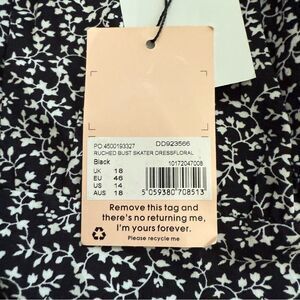 PO.4500193327 DD923566
RUCHED BUST SKATER DRESSFLORAL
Black 10172047008
UK 18
EU 46
US 14
AUS 18
5 059380 708513
Remove this tag and
there's no returning me,
I'm yours forever.
Please recycle me